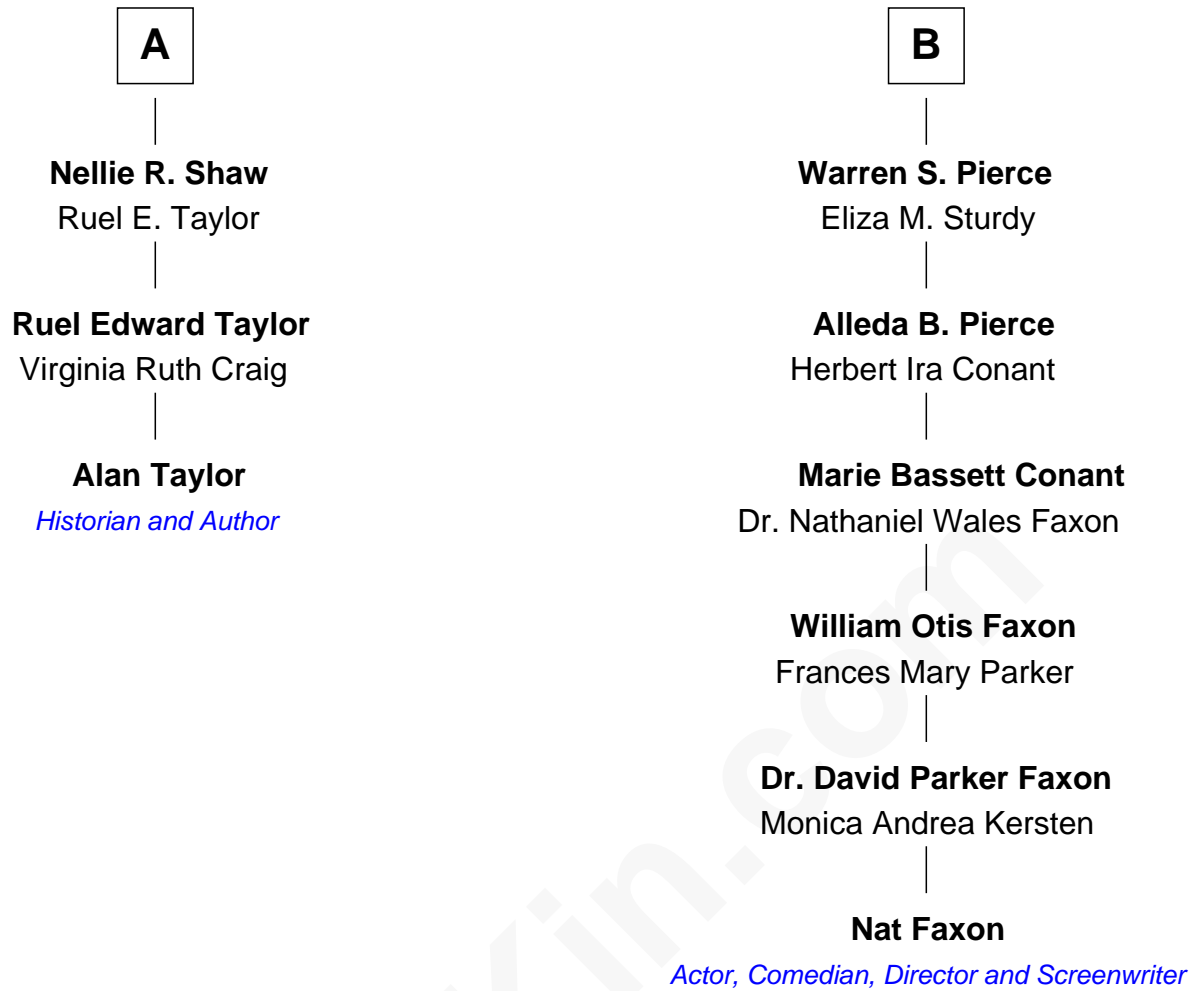 A
Nellie R. Shaw
Ruel E. Taylor
Ruel Edward Taylor
Virginia Ruth Craig
Alan Taylor
Historian and Author
B
Warren S. Pierce
Eliza M. Sturdy
Alleda B. Pierce
Herbert Ira Conant
Marie Bassett Conant
Dr. Nathaniel Wales Faxon
William Otis Faxon
Frances Mary Parker
Dr. David Parker Faxon
Monica Andrea Kersten
Nat Faxon
Actor, Comedian, Director and Screenwriter